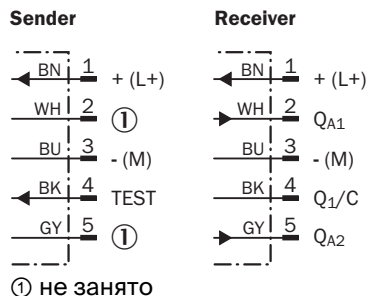 Sender Receiver
BN 1 + (L+) BN 1 + (L+)
WH 2 ① WH 2 QA1
BU 3 - (M) BU 3 - (M)
BK 4 TEST BK 4 Q1/C
GY 5 ① GY 5 QA2
① не занято